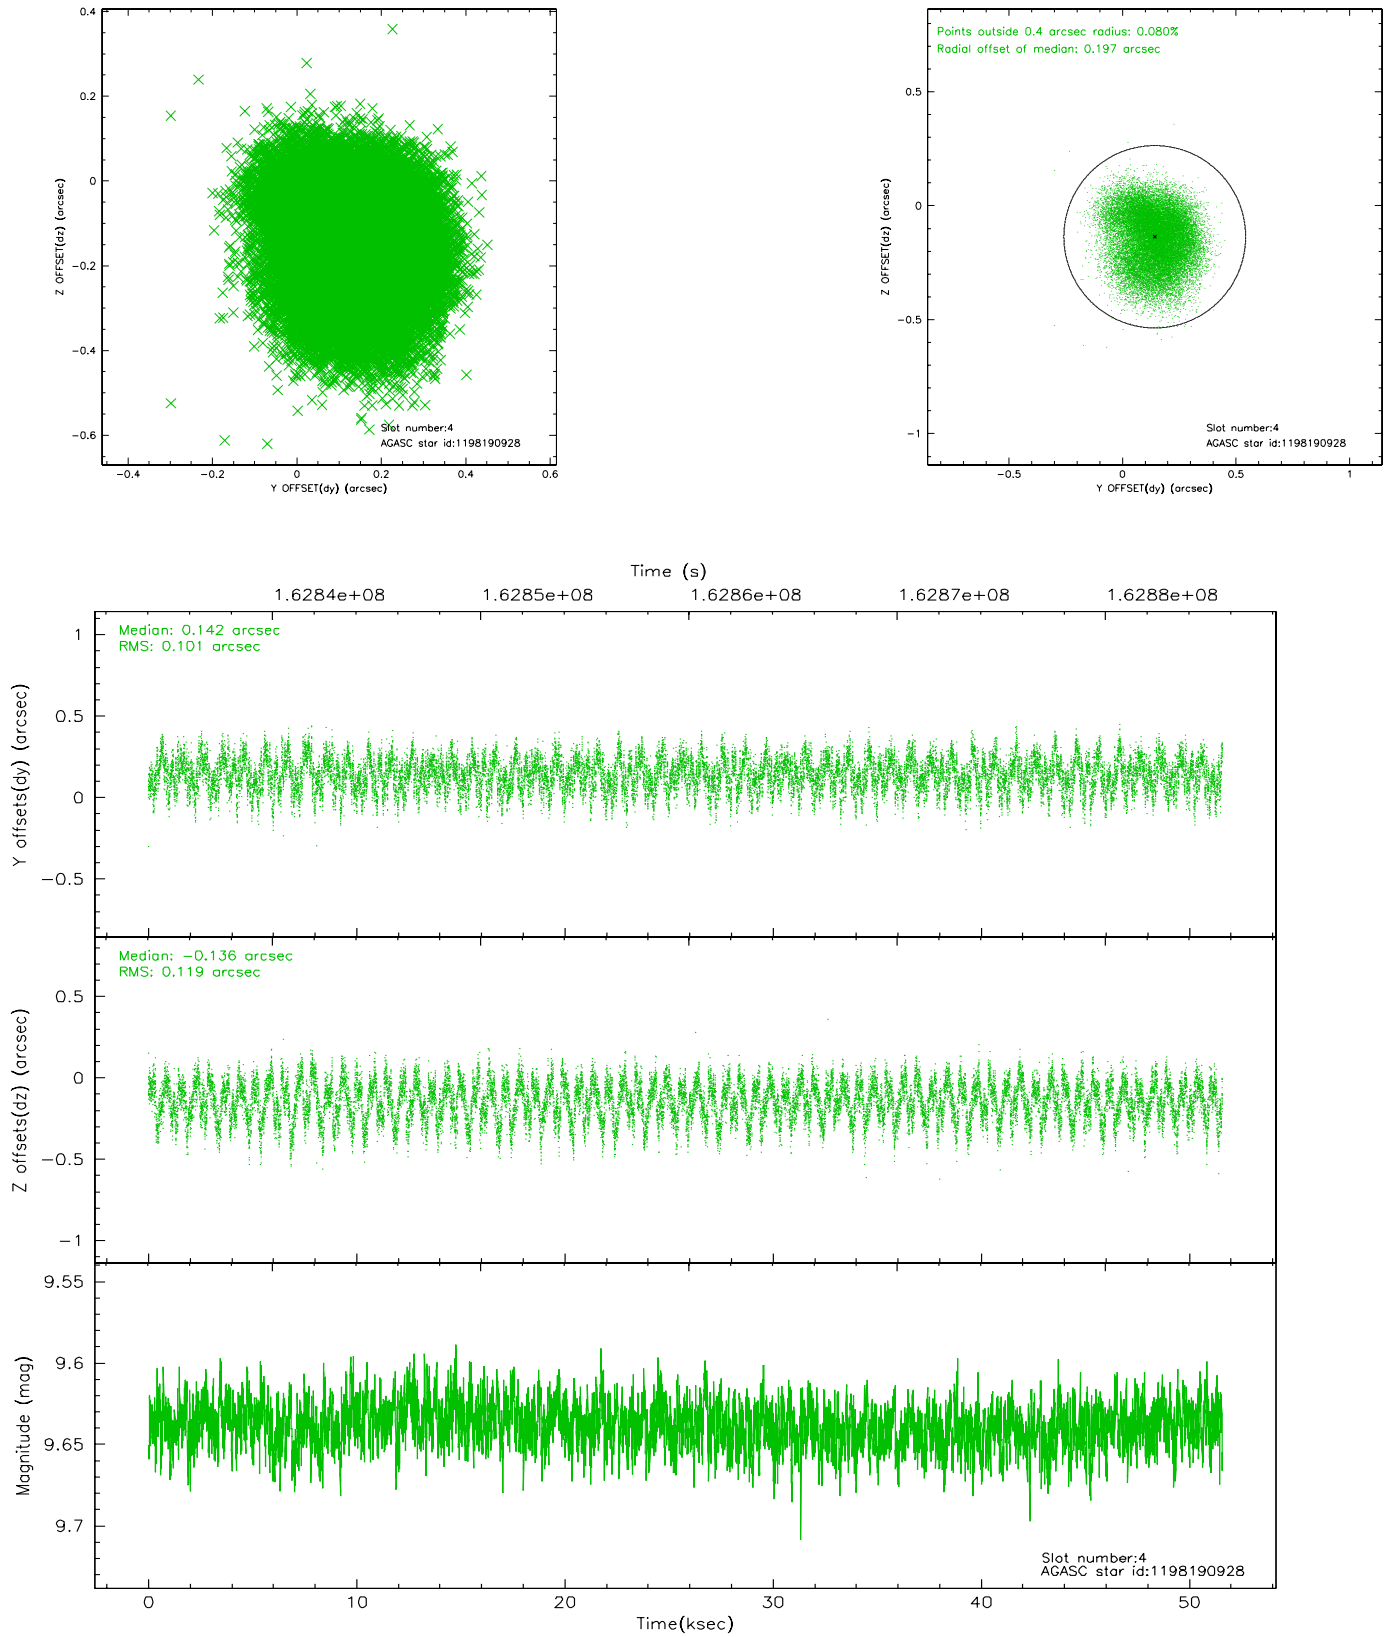 0.4
0.2
0
−0.2
−0.4
−0.6
Z OFFSET(dz) (arcsec)
Slot number:4
AGASC star id:1198190928
−0.4 −0.2 0 0.2 0.4 0.6
Y OFFSET(dy) (arcsec)
Points outside 0.4 arcsec radius: 0.080%
Radial offset of median: 0.197 arcsec
0.5
0
−0.5
−1
Z OFFSET(dz) (arcsec)
Slot number:4
AGASC star id:1198190928
−0.5 0 0.5 1
Y OFFSET(dy) (arcsec)
Time (s)
1.6284e+08 1.6285e+08 1.6286e+08 1.6287e+08 1.6288e+08
Median: 0.142 arcsec
RMS: 0.101 arcsec
1
0.5
0
−0.5
Y offsets(dy) (arcsec)
Median: −0.136 arcsec
RMS: 0.119 arcsec
0.5
0
−0.5
−1
Z offsets(dz) (arcsec)
9.55
9.6
9.65
9.7
Magnitude (mag)
Slot number:4
AGASC star id:1198190928
0 10 20 30 40 50
Time(ksec)